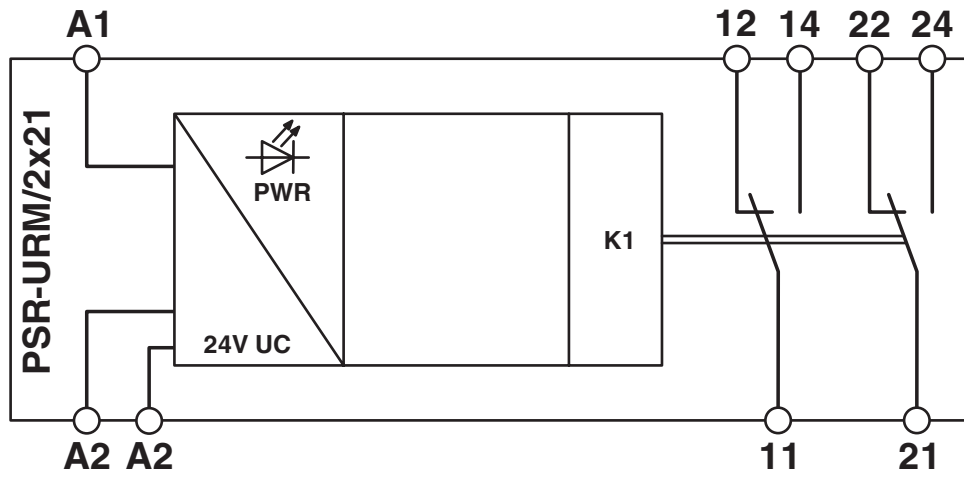 A1
12 14 22 24
PSR-URM/2x21
PWR
K1
24V UC
A2 A2
11
21